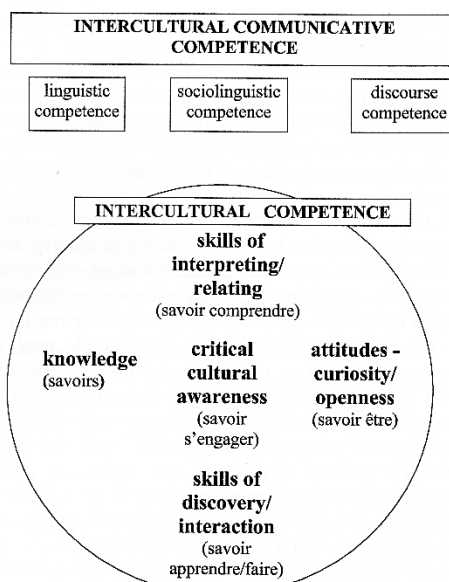 INTERCULTURAL COMMUNICATIVE
COMPETENCE
linguistic
competence
sociolinguistic
competence
discourse
competence
INTERCULTURAL COMPETENCE
skills of
interpreting/
relating
(savoir comprendre)
knowledge
(savoirs)
critical
cultural
awareness
(savoir
s'engager)
attitudes -
curiosity/
openness
(savoir être)
skills of
discovery/
interaction
(savoir
apprendre/faire)